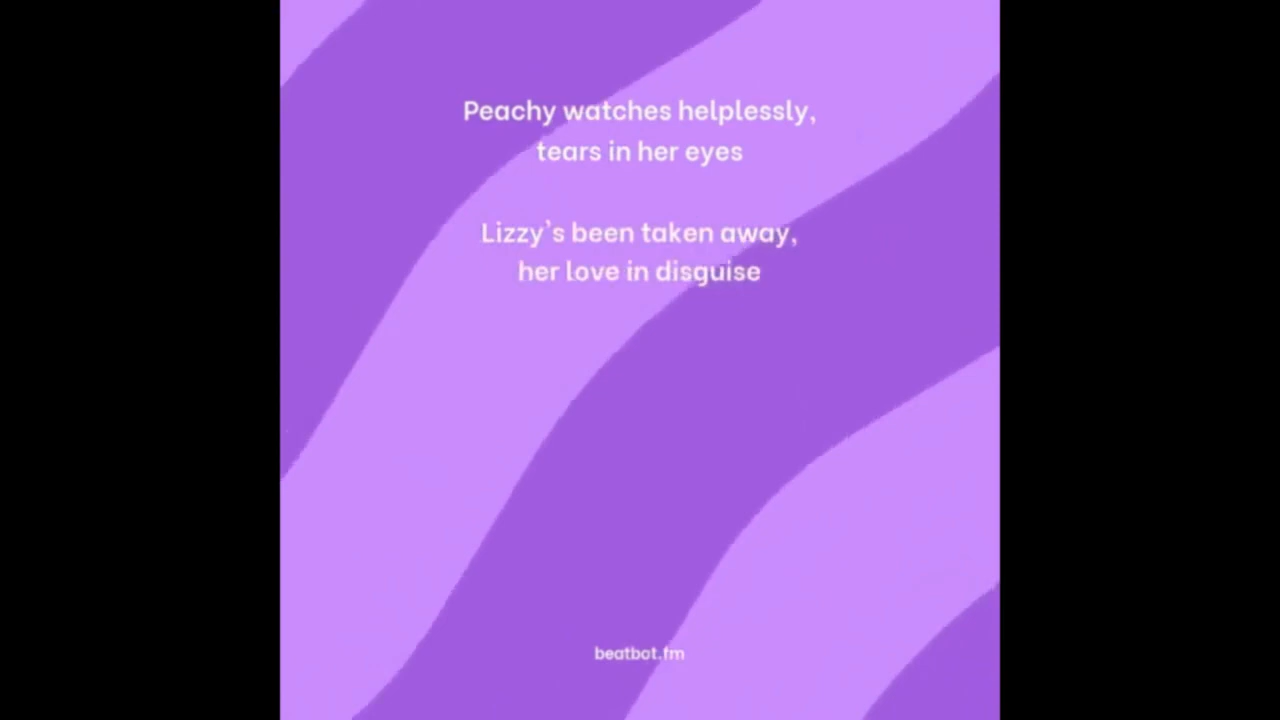 Peachy watches helplessly,
tears in her eyes
Lizzy's been taken away,
her love in disguise
beatbot.fm